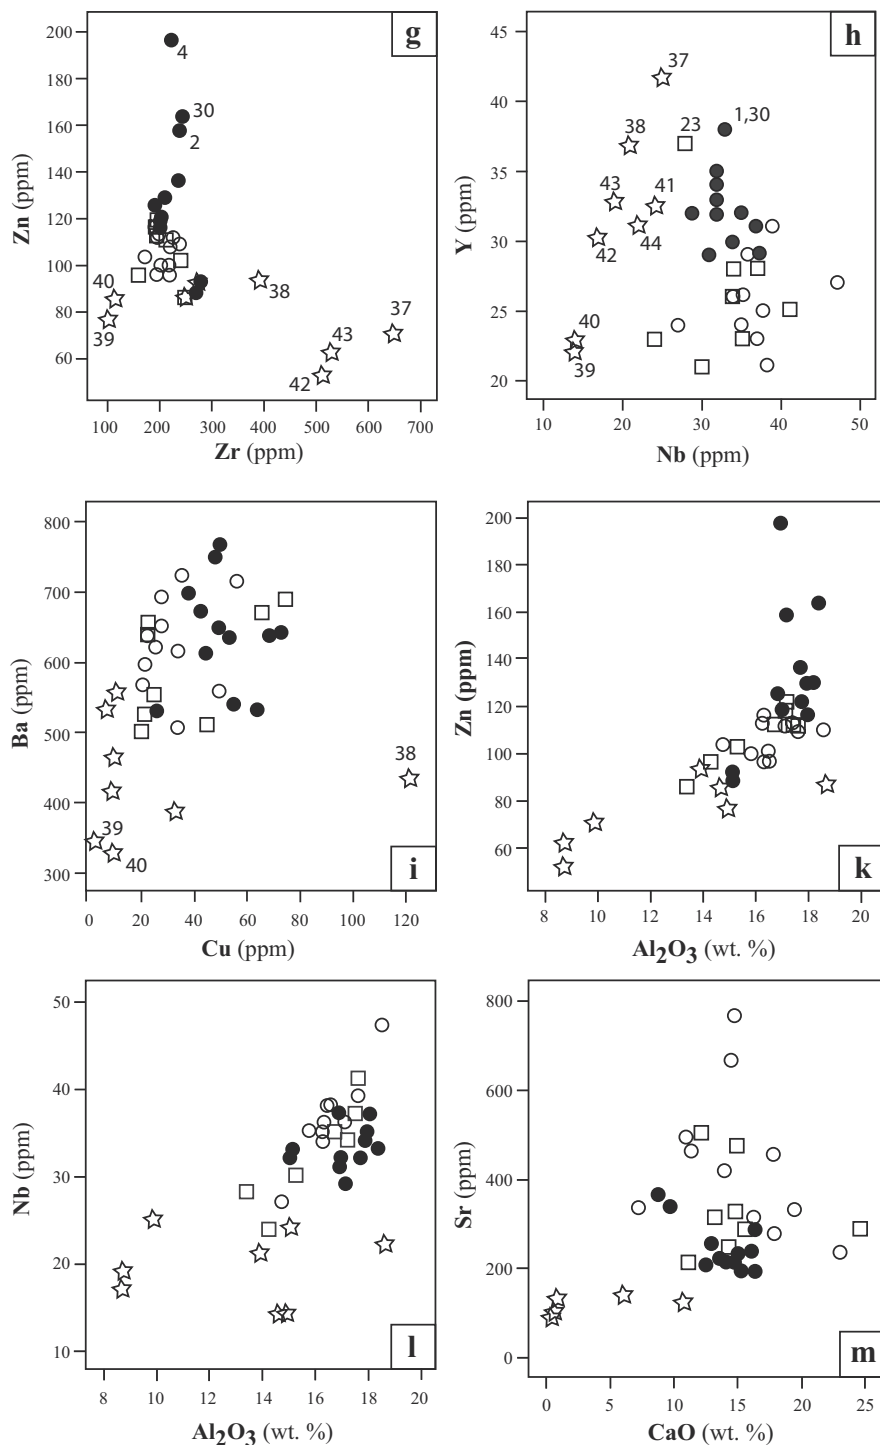 g
200
180
160
140
120
100
80
60
4
30
2
40
39
38
37
43
42
100 200 300 400 500 600 700
Zn (ppm)
Zr (ppm)
h
45
40
35
30
25
20
37
38
23
1,30
43
41
42
44
40
39
10 20 30 40 50
Y (ppm)
Nb (ppm)
i
800
700
600
500
400
300
38
39
40
0 20 40 60 80 100 120
Ba (ppm)
Cu (ppm)
k
200
180
160
140
120
100
80
60
8 10 12 14 16 18 20
Zn (ppm)
Al2O3 (wt. %)
l
50
40
30
20
10
8 10 12 14 16 18 20
Nb (ppm)
Al2O3 (wt. %)
m
800
600
400
200
0
0 5 10 15 20 25
Sr (ppm)
CaO (wt. %)